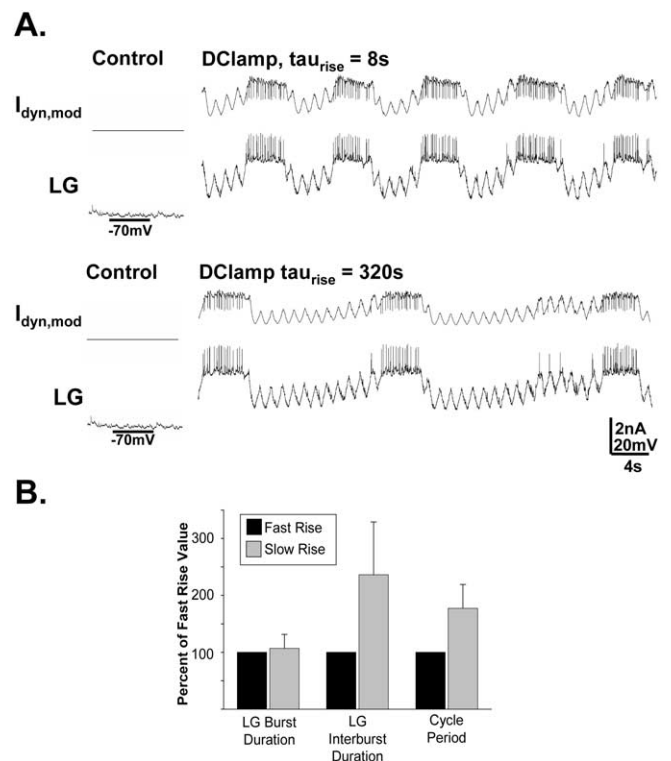 A.
Control DClamp, tau_rise = 8s
I_dyn,mod
LG
-70mV
Control DClamp tau_rise = 320s
I_dyn,mod
LG
-70mV
2nA
20mV
4s
B.
Percent of Fast Rise Value
350
200
100
Fast Rise
Slow Rise
LG Burst Duration
LG Interburst Duration
Cycle Period